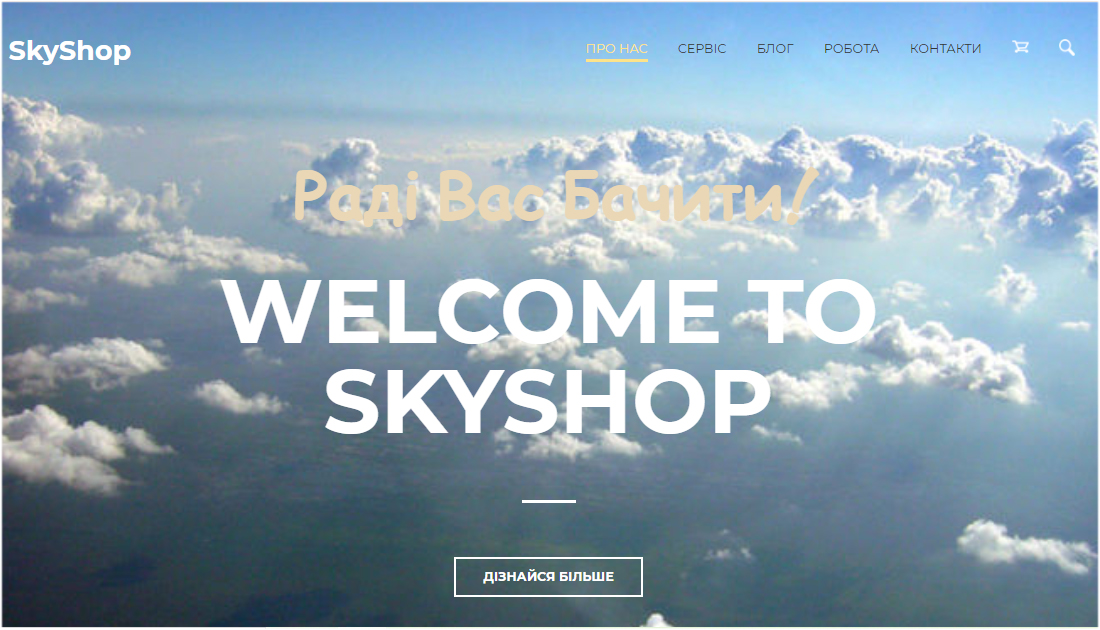 SkyShop
ПРО НАС СЕРВІС БЛОГ РОБОТА КОНТАКТИ
Раді Вас Бачити!
WELCOME TO
SKYSHOP
ДІЗНАЙСЯ БІЛЬШЕ